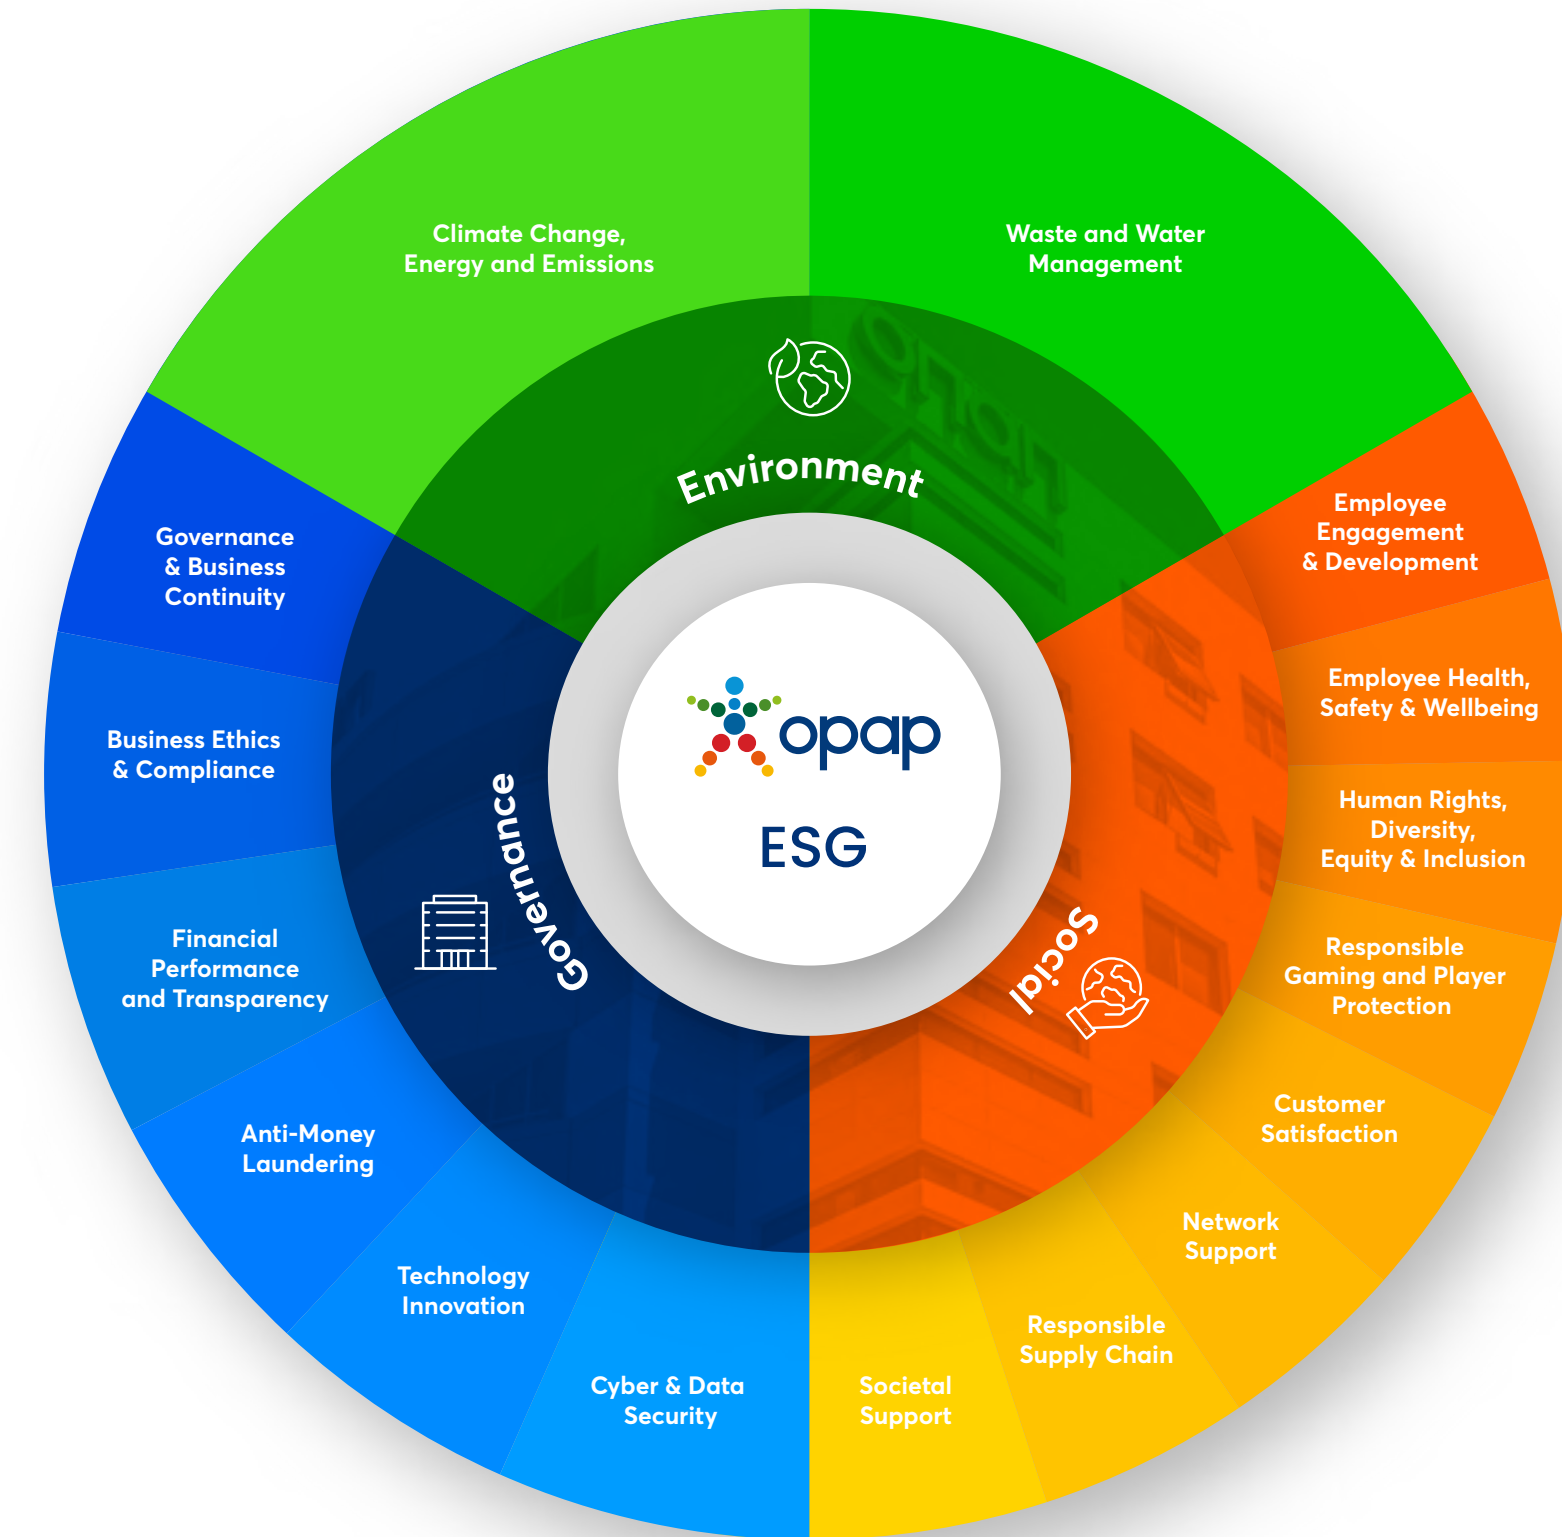 Climate Change,
Energy and Emissions
Waste and Water
Management
Environment
Employee
Engagement
& Development
Employee Health,
Safety & Wellbeing
Human Rights,
Diversity,
Equity & Inclusion
Responsible
Gaming and Player
Protection
Customer
Satisfaction
Network
Support
Responsible
Supply Chain
Societal
Support
Social
Governance
& Business
Continuity
Business Ethics
& Compliance
Financial
Performance
and Transparency
Anti-Money
Laundering
Technology
Innovation
Cyber & Data
Security
Governance
opap
ESG